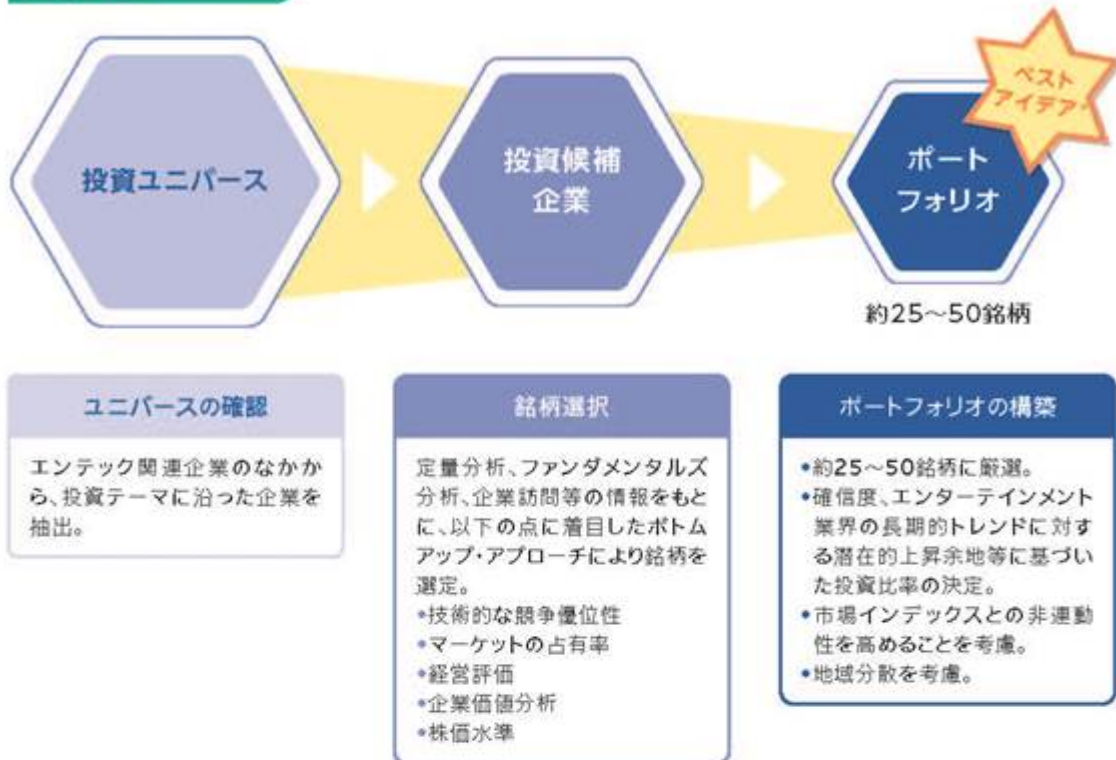 投資ユニバース
投資候補
企業
ベスト
アイデア
ポート
フォリオ
約25〜50銘柄
ユニバースの確認
エンテック関連企業のなかか
ら、投資テーマに沿った企業を
抽出。
銘柄選択
定量分析、ファンダメンタルズ
分析、企業訪問等の情報をもと
に、以下の点に着目したボトム
アップ・アプローチにより銘柄を
選定。
•技術的な競争優位性
•マーケットの占有率
•経営評価
•企業価値分析
•株価水準
ポートフォリオの構築
•約25〜50銘柄に厳選。
•確信度、エンターテインメント
業界の長期的トレンドに対す
る潜在的上昇余地等に基づい
た投資比率の決定。
•市場インデックスとの非連動
性を高めることを考慮。
•地域分散を考慮。